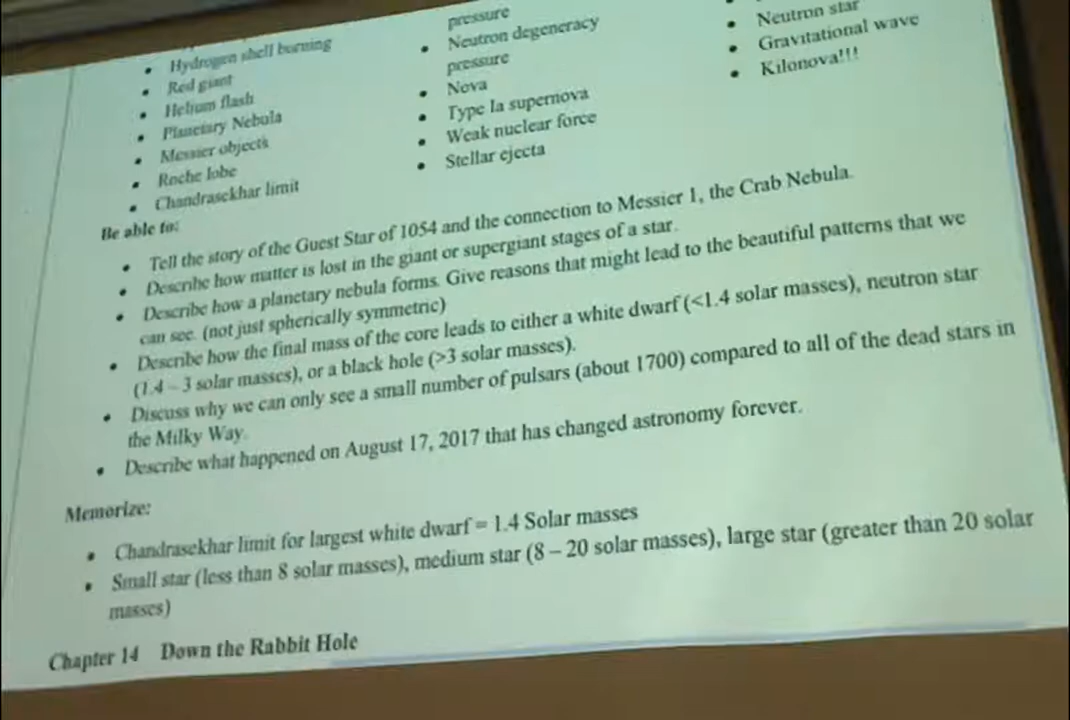 Hydrogen shell burning
Red giant
Helium flash
Planetary Nebula
Messier objects
Roche lobe
Chandrasekhar limit
pressure
Neutron degeneracy
pressure
Nova
Type Ia supernova
Weak nuclear force
Stellar ejecta
Neutron star
Gravitational wave
Kilonova!!!
Be able to:
Tell the story of the Guest Star of 1054 and the connection to Messier 1, the Crab Nebula.
Describe how matter is lost in the giant or supergiant stages of a star.
Describe how a planetary nebula forms. Give reasons that might lead to the beautiful patterns that we
can see. (not just spherically symmetric)
Describe how the final mass of the core leads to either a white dwarf (<1.4 solar masses), neutron star
(1.4 – 3 solar masses), or a black hole (>3 solar masses).
Discuss why we can only see a small number of pulsars (about 1700) compared to all of the dead stars in
the Milky Way.
Describe what happened on August 17, 2017 that has changed astronomy forever.
Memorize:
Chandrasekhar limit for largest white dwarf = 1.4 Solar masses
Small star (less than 8 solar masses), medium star (8 – 20 solar masses), large star (greater than 20 solar
masses)
Chapter 14 Down the Rabbit Hole